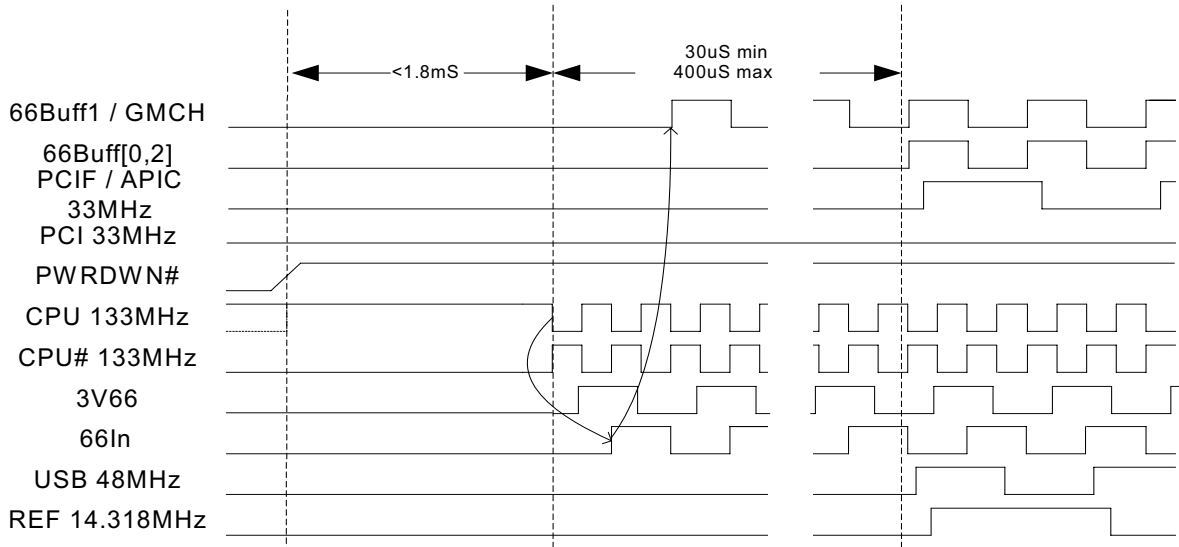 <1.8mS
30uS min
400uS max
66Buff1 / GMCH
66Buff[0,2]
PCIF / APIC
33MHz
PCI 33MHz
PWRDWN#
CPU 133MHz
CPU# 133MHz
3V66
66In
USB 48MHz
REF 14.318MHz